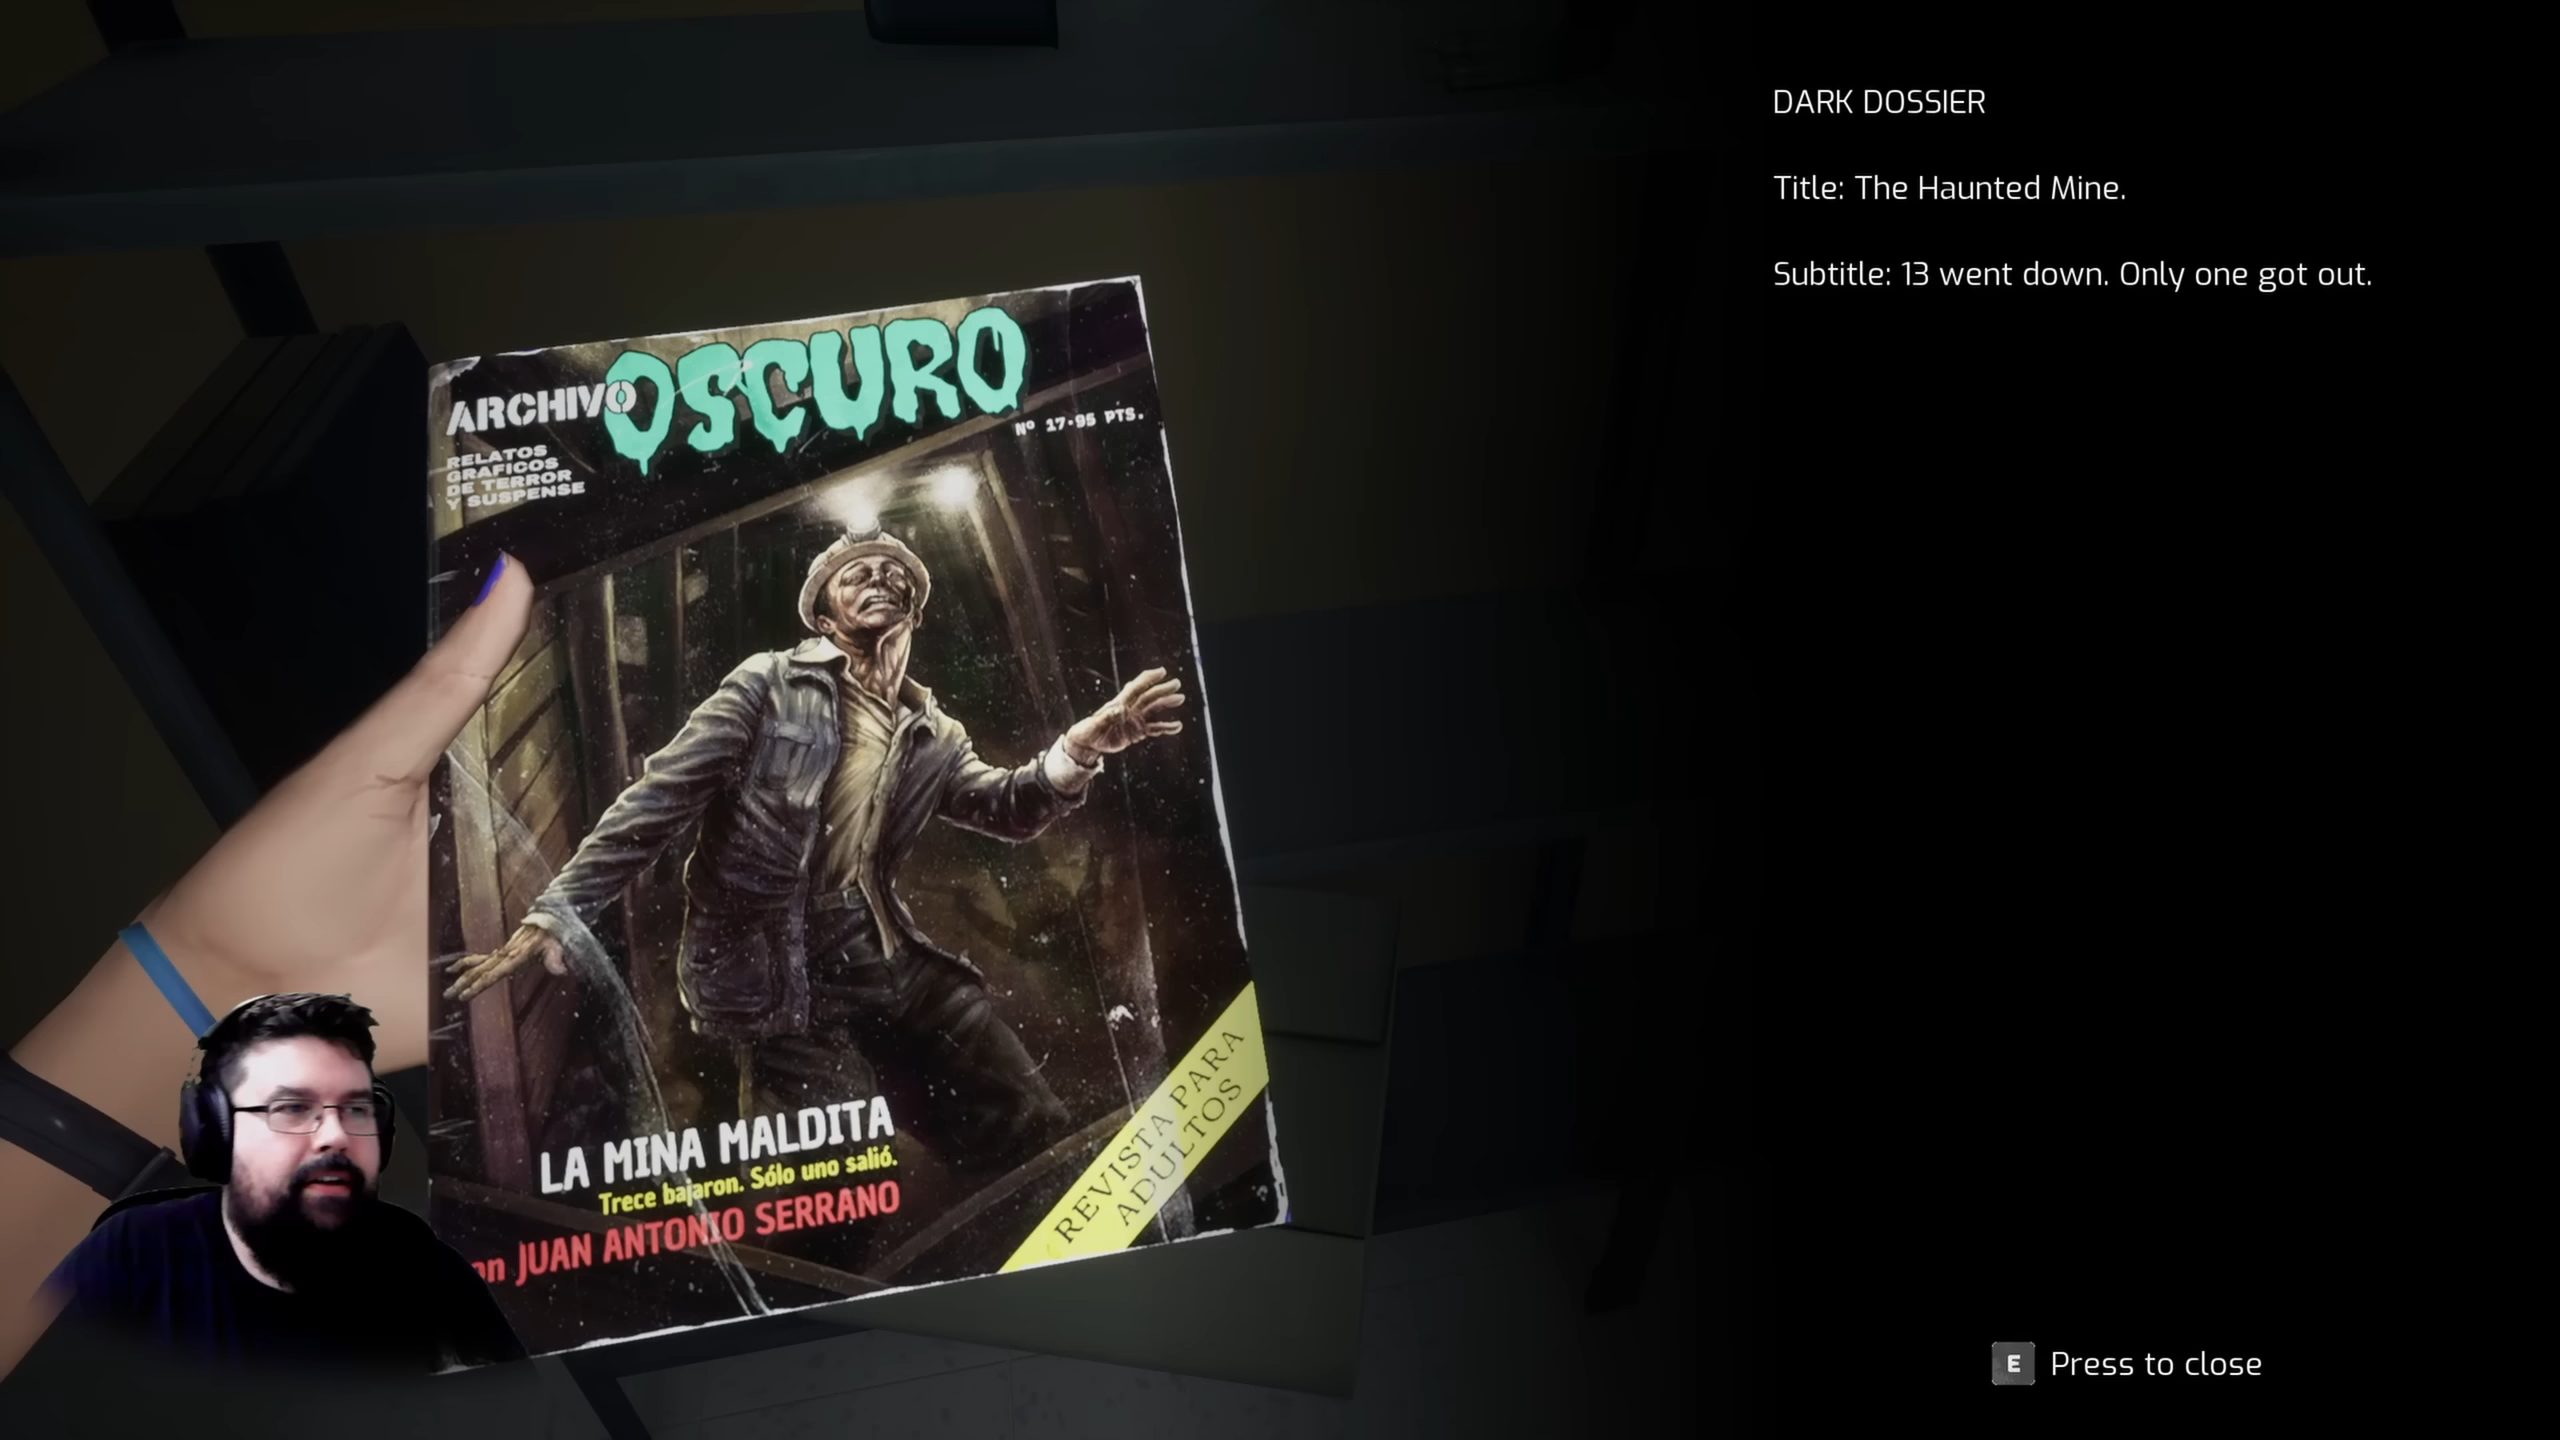 ARCHIVO OSCURO
Nº 17-95 PTS.
RELATOS
GRAFICOS
DE TERROR
Y SUSPENSE
LA MINA MALDITA
Trece bajaron. Sólo uno salió.
JUAN ANTONIO SERRANO
REVISTA PARA
ADULTOS
DARK DOSSIER
Title: The Haunted Mine.
Subtitle: 13 went down. Only one got out.
E Press to close